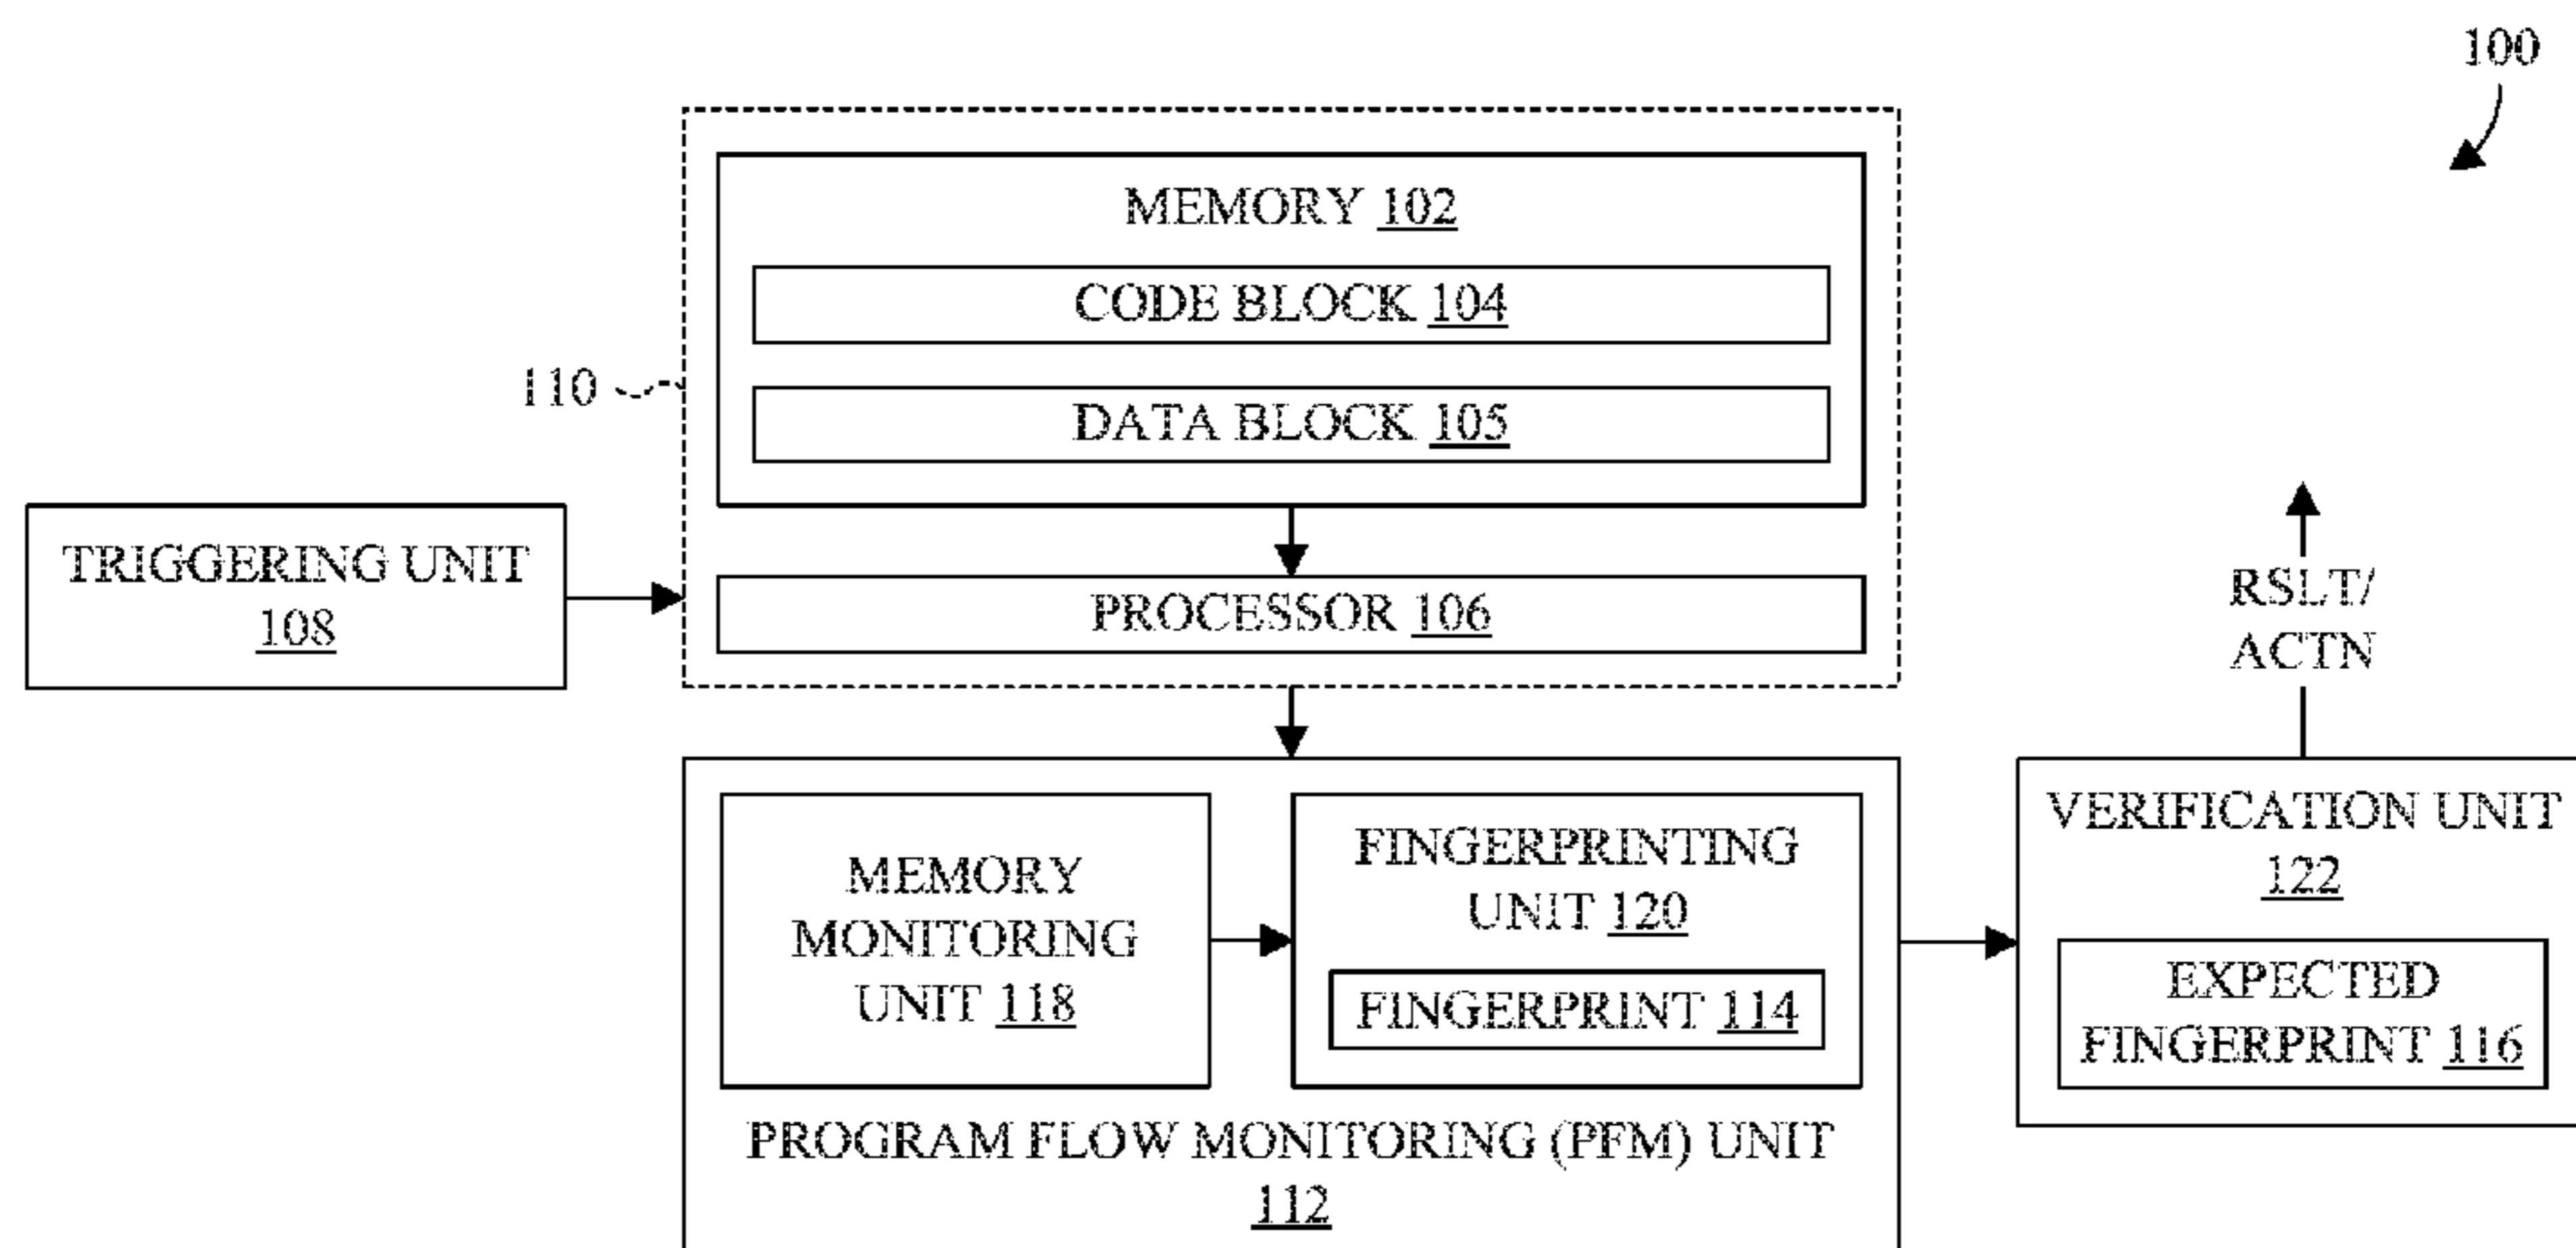 100
MEMORY 102
CODE BLOCK 104
110
DATA BLOCK 105
TRIGGERING UNIT
108
PROCESSOR 106
RSLT/
ACTN
MEMORY
MONITORING
UNIT 118
FINGERPRINTING
UNIT 120
FINGERPRINT 114
PROGRAM FLOW MONITORING (PFM) UNIT
112
VERIFICATION UNIT
122
EXPECTED
FINGERPRINT 116